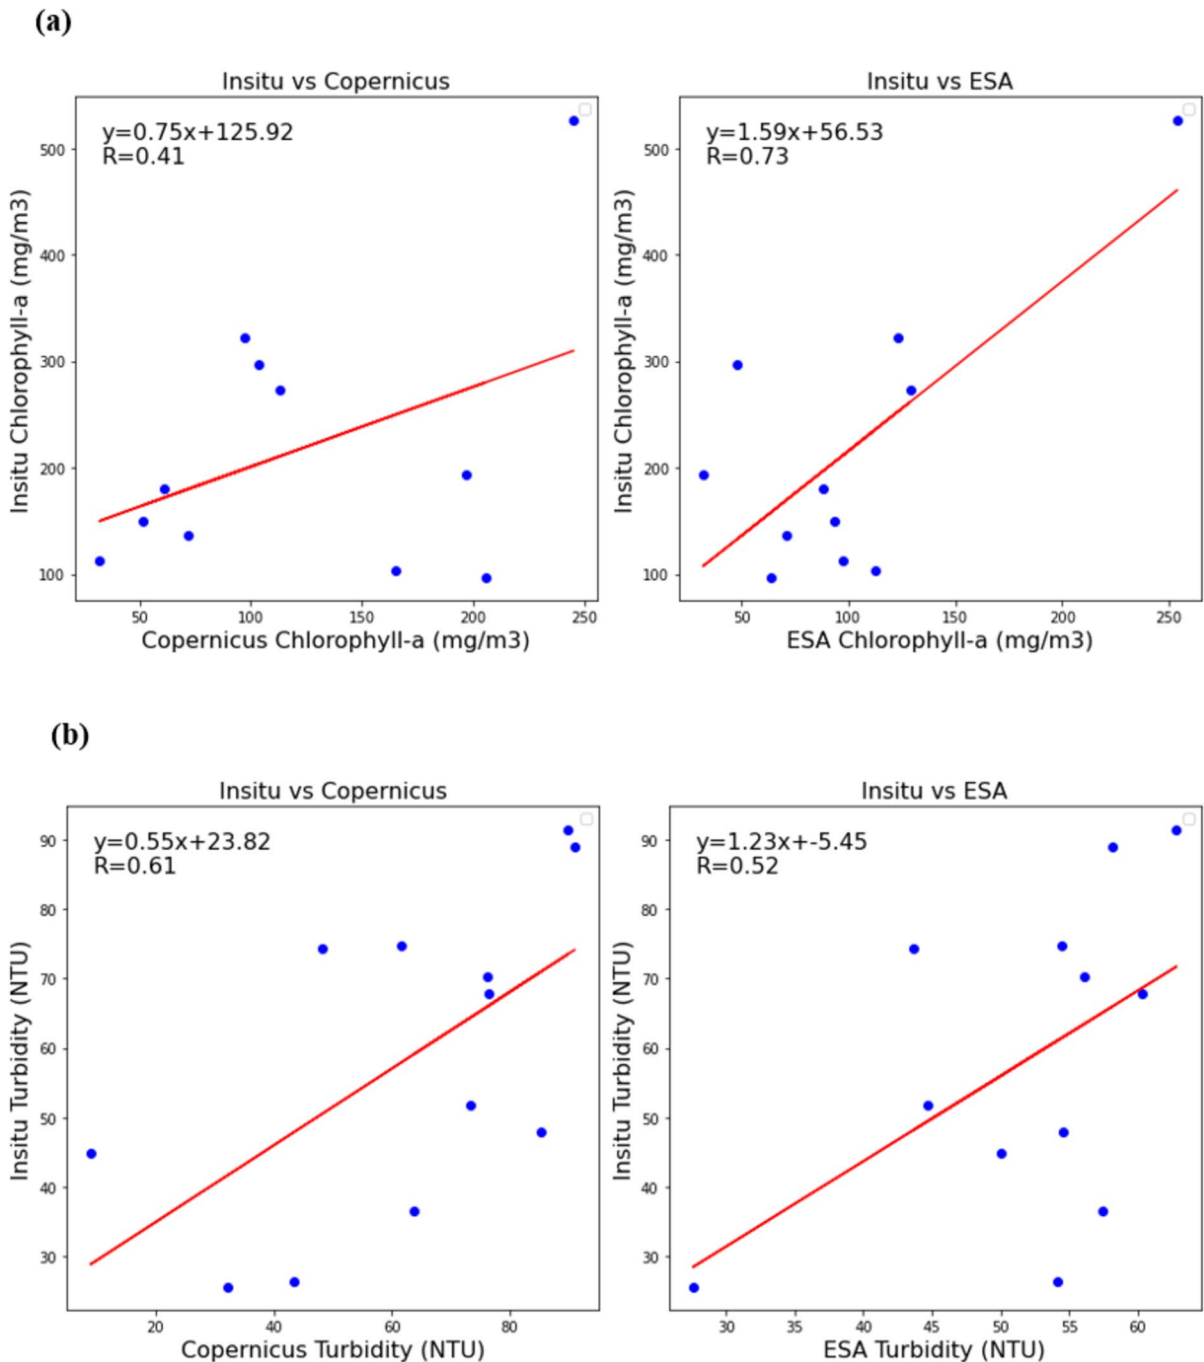 (a)
Insitu vs Copernicus
y=0.75x+125.92
R=0.41
500
400
300
200
100
Insitu Chlorophyll-a (mg/m3)
50 100 150 200 250
Copernicus Chlorophyll-a (mg/m3)
Insitu vs ESA
y=1.59x+56.53
R=0.73
500
400
300
200
100
Insitu Chlorophyll-a (mg/m3)
50 100 150 200 250
ESA Chlorophyll-a (mg/m3)
(b)
Insitu vs Copernicus
y=0.55x+23.82
R=0.61
90
80
70
60
50
40
30
Insitu Turbidity (NTU)
20 40 60 80
Copernicus Turbidity (NTU)
Insitu vs ESA
y=1.23x+-5.45
R=0.52
90
80
70
60
50
40
30
Insitu Turbidity (NTU)
30 35 40 45 50 55 60
ESA Turbidity (NTU)